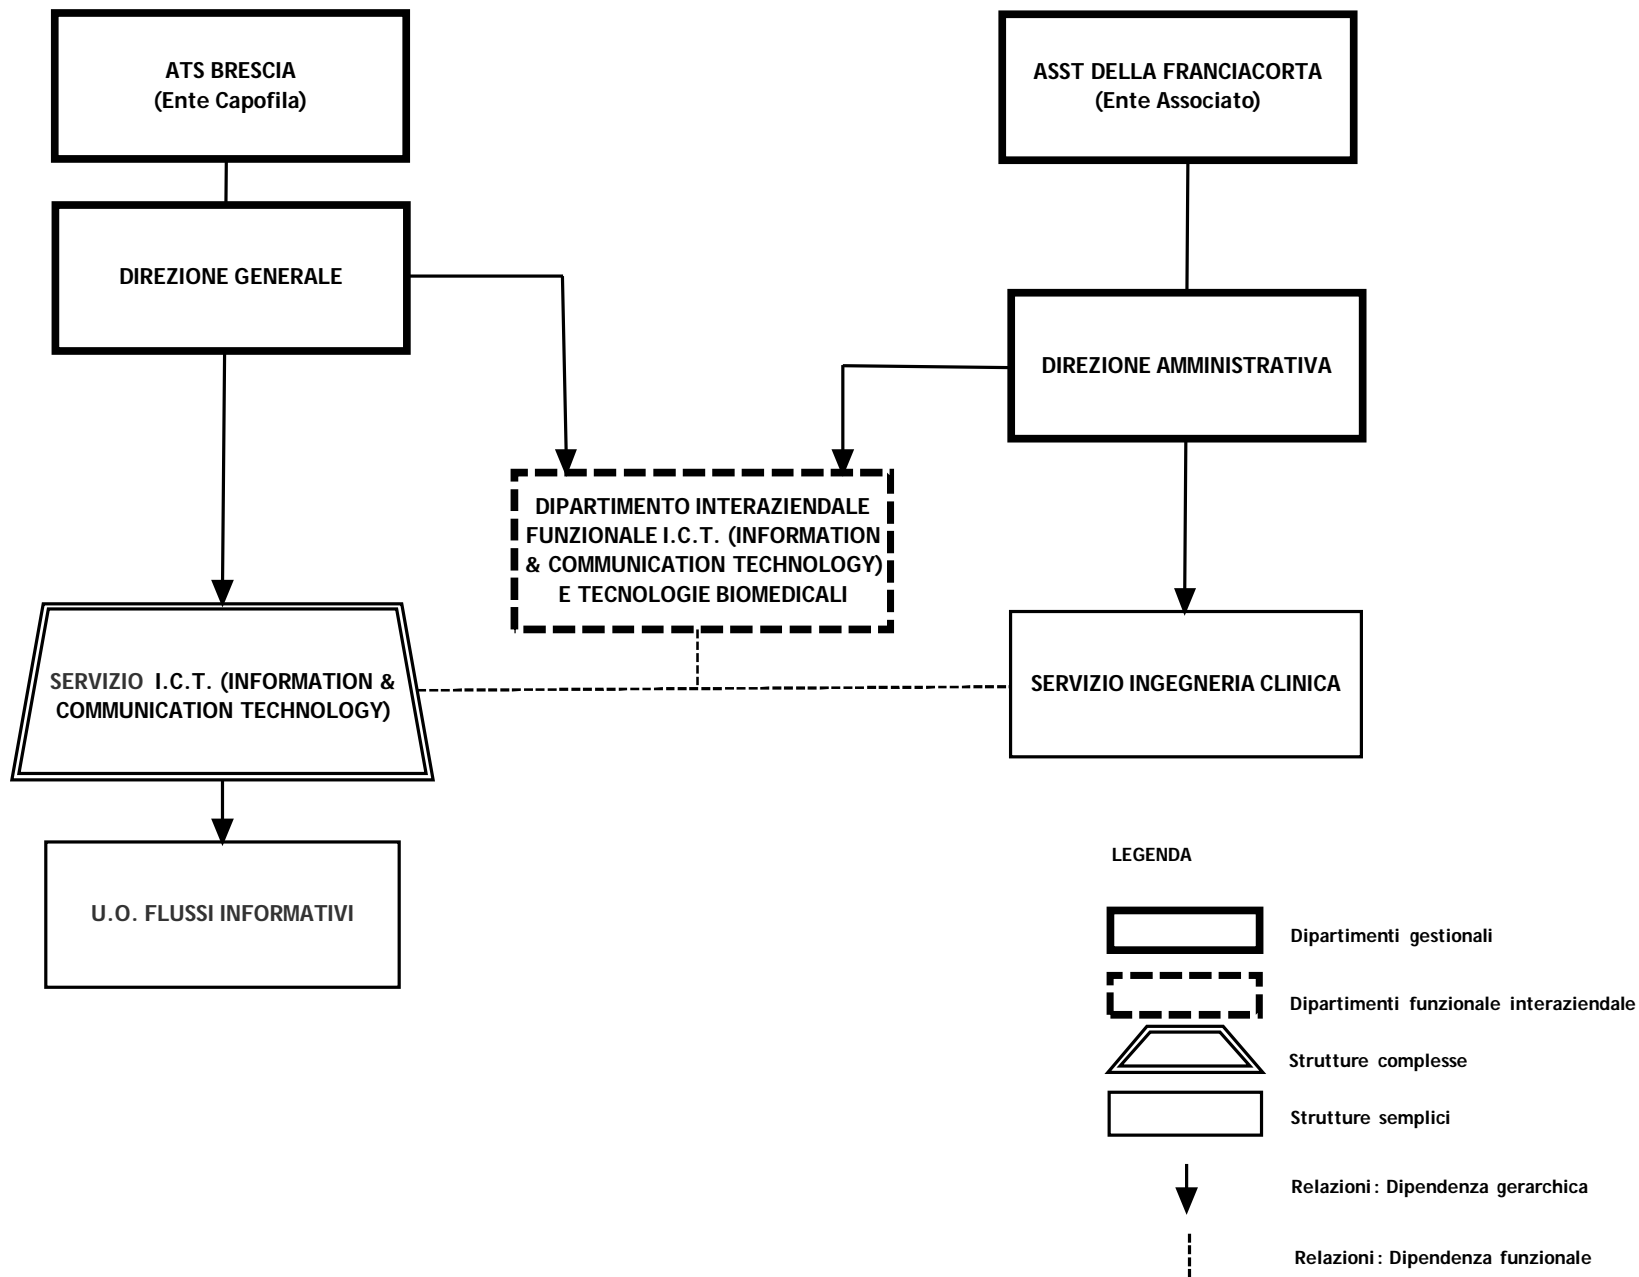 ATS BRESCIA
(Ente Capofila)
ASST DELLA FRANCIACORTA
(Ente Associato)
DIREZIONE GENERALE
DIREZIONE AMMINISTRATIVA
DIPARTIMENTO INTERAZIENDALE
FUNZIONALE I.C.T. (INFORMATION
& COMMUNICATION TECHNOLOGY)
E TECNOLOGIE BIOMEDICALI
SERVIZIO I.C.T. (INFORMATION &
COMMUNICATION TECHNOLOGY)
SERVIZIO INGEGNERIA CLINICA
U.O. FLUSSI INFORMATIVI
LEGENDA
Dipartimenti gestionali
Dipartimenti funzionale interaziendale
Strutture complesse
Strutture semplici
Relazioni: Dipendenza gerarchica
Relazioni: Dipendenza funzionale